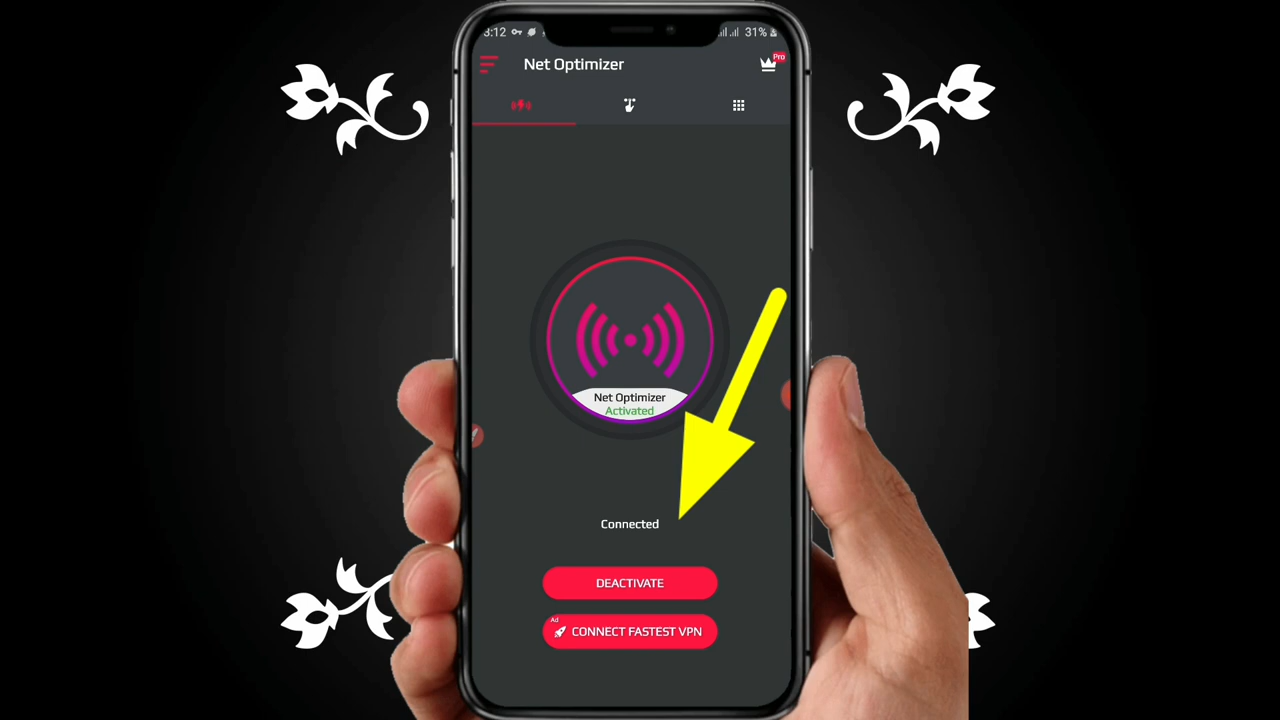 3:12 31%
Net Optimizer
Pro
Net Optimizer
Activated
Connected
DEACTIVATE
Ad
CONNECT FASTEST VPN